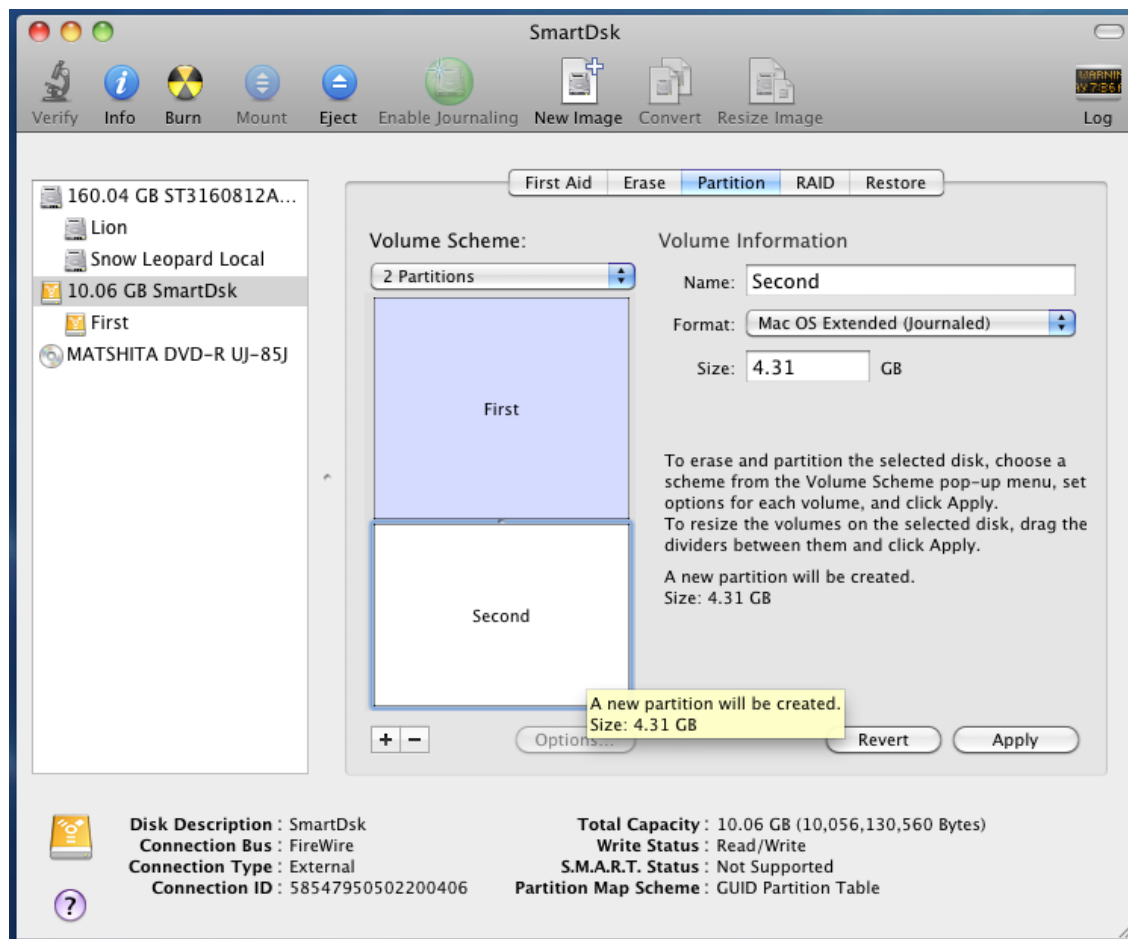 SmartDsk
Verify Info Burn Mount Eject Enable Journaling New Image Convert Resize Image Log
First Aid Erase Partition RAID Restore
160.04 GB ST3160812A...
Lion
Snow Leopard Local
10.06 GB SmartDsk
First
MATSHITA DVD-R UJ-85J
Volume Scheme:
2 Partitions
First
Second
Volume Information
Name: Second
Format: Mac OS Extended (Journaled)
Size: 4.31 GB
To erase and partition the selected disk, choose a
scheme from the Volume Scheme pop-up menu, set
options for each volume, and click Apply.
To resize the volumes on the selected disk, drag the
dividers between them and click Apply.
A new partition will be created.
Size: 4.31 GB
A new partition will be created.
Size: 4.31 GB
+ − Options... Revert Apply
Disk Description : SmartDsk
Connection Bus : FireWire
Connection Type : External
Connection ID : 58547950502200406
Total Capacity : 10.06 GB (10,056,130,560 Bytes)
Write Status : Read/Write
S.M.A.R.T. Status : Not Supported
Partition Map Scheme : GUID Partition Table
?